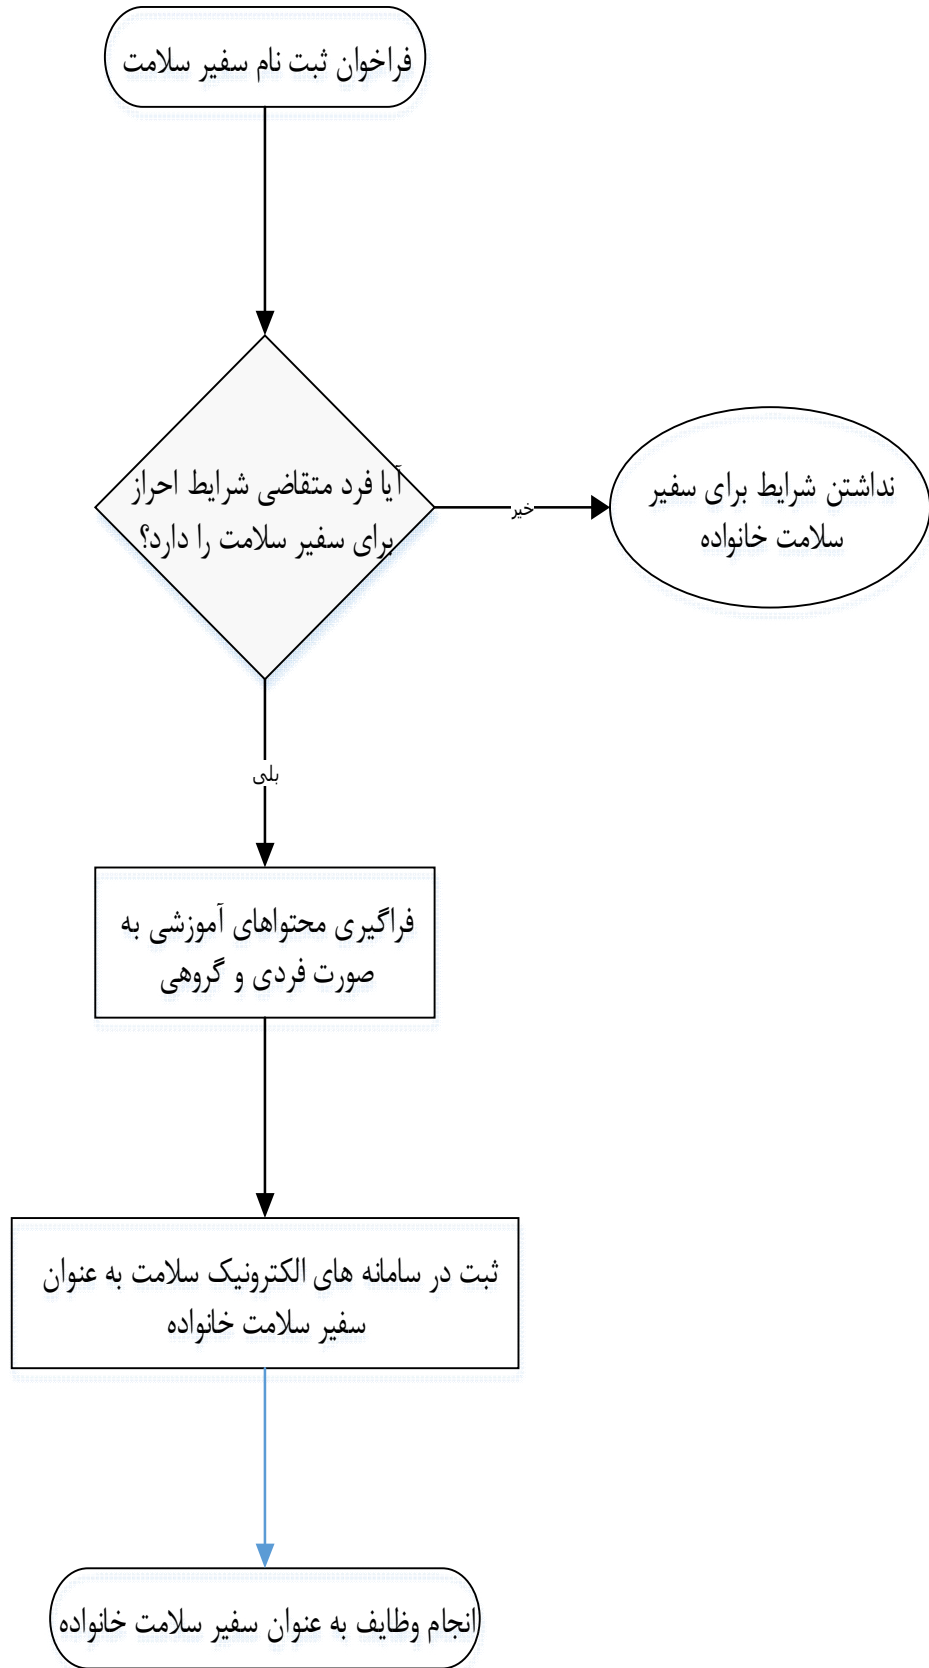 فراخوان ثبت نام سفیر سلامت
آیا فرد متقاضی شرایط احراز
برای سفیر سلامت را دارد؟
خیر
نداشتن شرایط برای سفیر
سلامت خانواده
بلی
فراگیری محتواهای آموزشی به
صورت فردی و گروهی
ثبت در سامانه های الکترونیک سلامت به عنوان
سفیر سلامت خانواده
انجام وظایف به عنوان سفیر سلامت خانواده